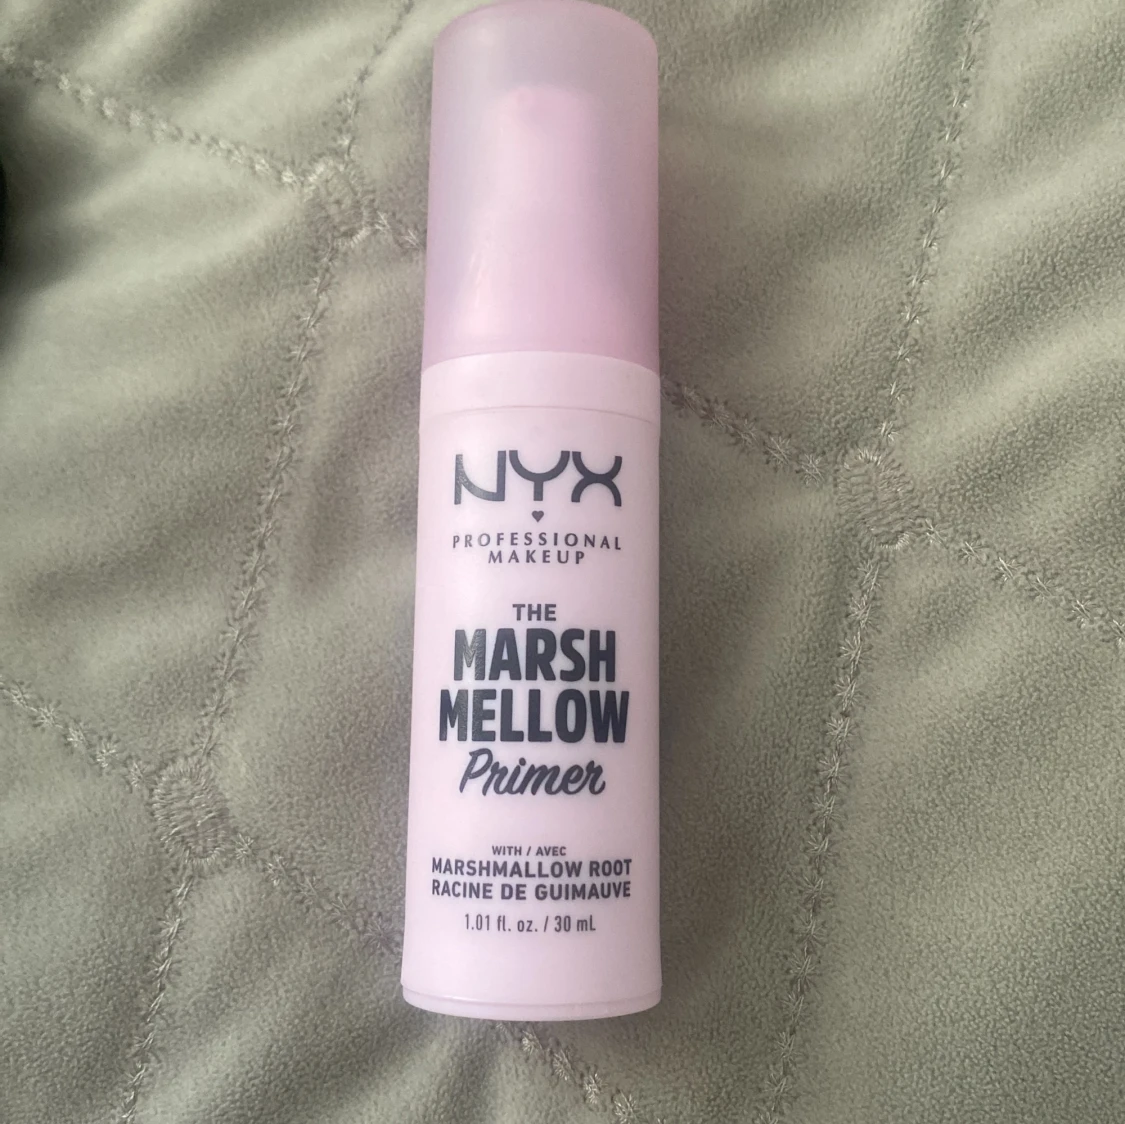 NYX
PROFESSIONAL
MAKEUP
THE
MARSH
MELLOW
Primer
WITH / AVEC
MARSHMALLOW ROOT
RACINE DE GUIMAUVE
1.01 fl. oz. / 30 mL